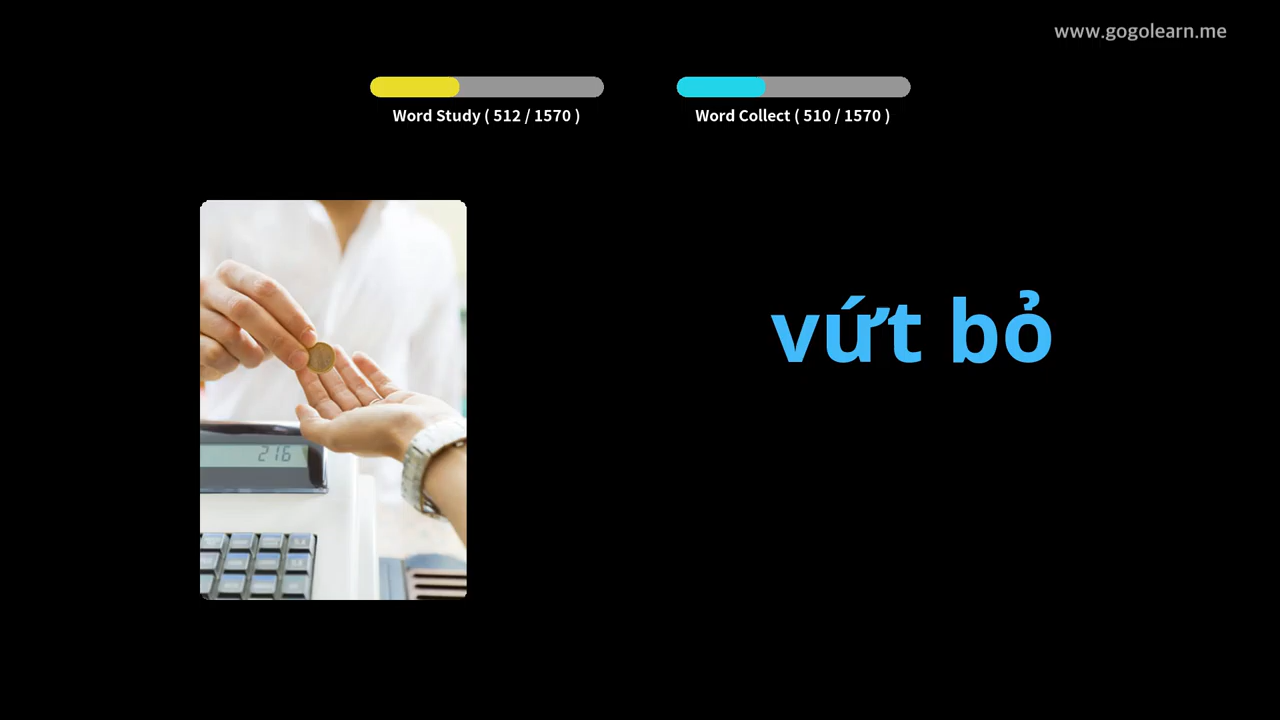 www.gogolearn.me
Word Study ( 512 / 1570 )
Word Collect ( 510 / 1570 )
vứt bỏ
216